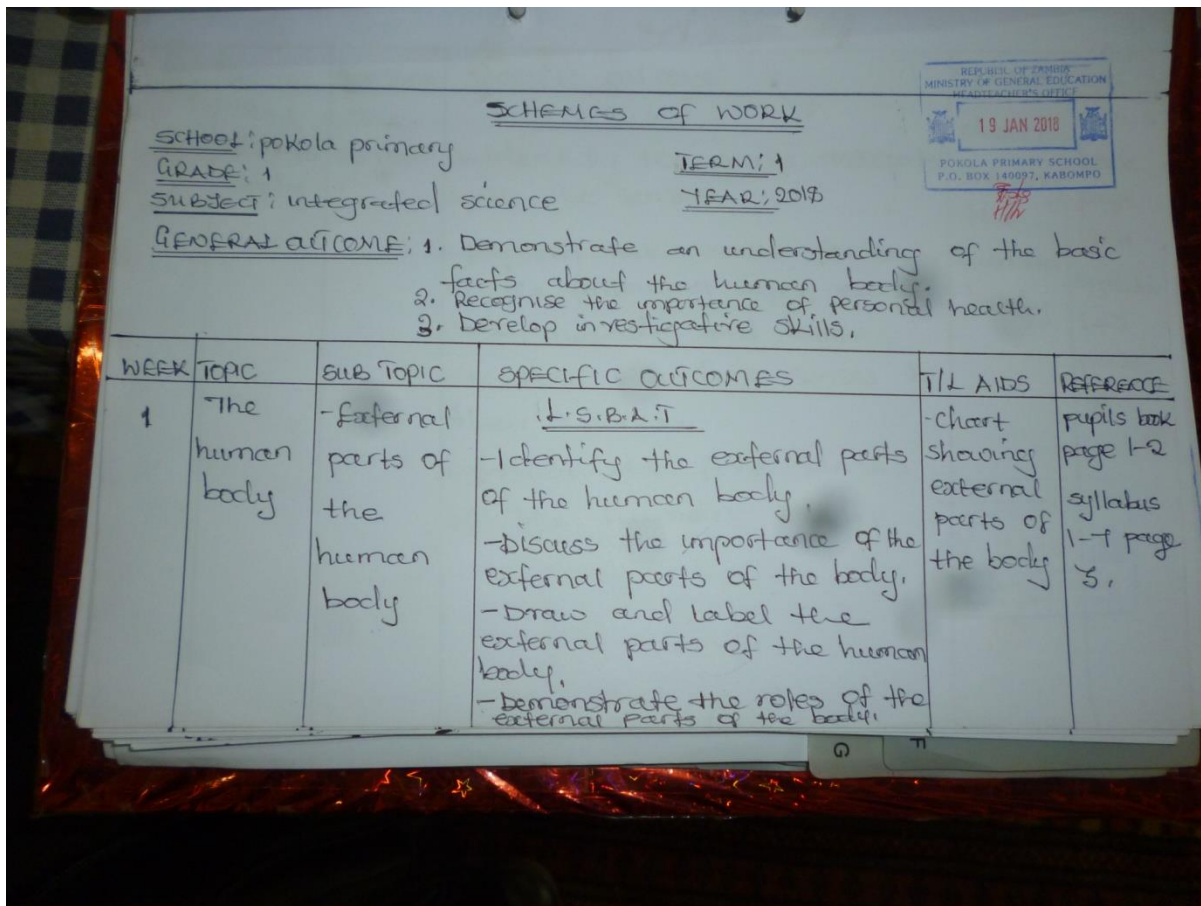 REPUBLIC OF ZAMBIA
MINISTRY OF GENERAL EDUCATION
HEADTEACHER'S OFFICE
19 JAN 2018
POKOLA PRIMARY SCHOOL
P.O. BOX 140097, KABOMPO
H/N
SCHEMES OF WORK
SCHOOL: pokola primary
GRADE: 1
TERM: 1
SUBJECT: integrated science
YEAR: 2018
GENERAL OUTCOME: 1. Demonstrate an understanding of the basic
facts about the human body.
2. Recognise the importance of personal health.
3. Develop investigative skills.
WEEK
TOPIC
SUB TOPIC
SPECIFIC OUTCOMES
T/L AIDS
REFERENCE
1
The
human
body
-External
parts of
the
human
body
L.S.B.A.T
-Identify the external parts
of the human body.
-Discuss the importance of the
external parts of the body.
-Draw and label the
external parts of the human
body.
-Demonstrate the roles of the
external parts of the body.
-Chart
showing
external
parts of
the body
pupils book
page 1-2
syllabus
1-7 page
3.
G
F